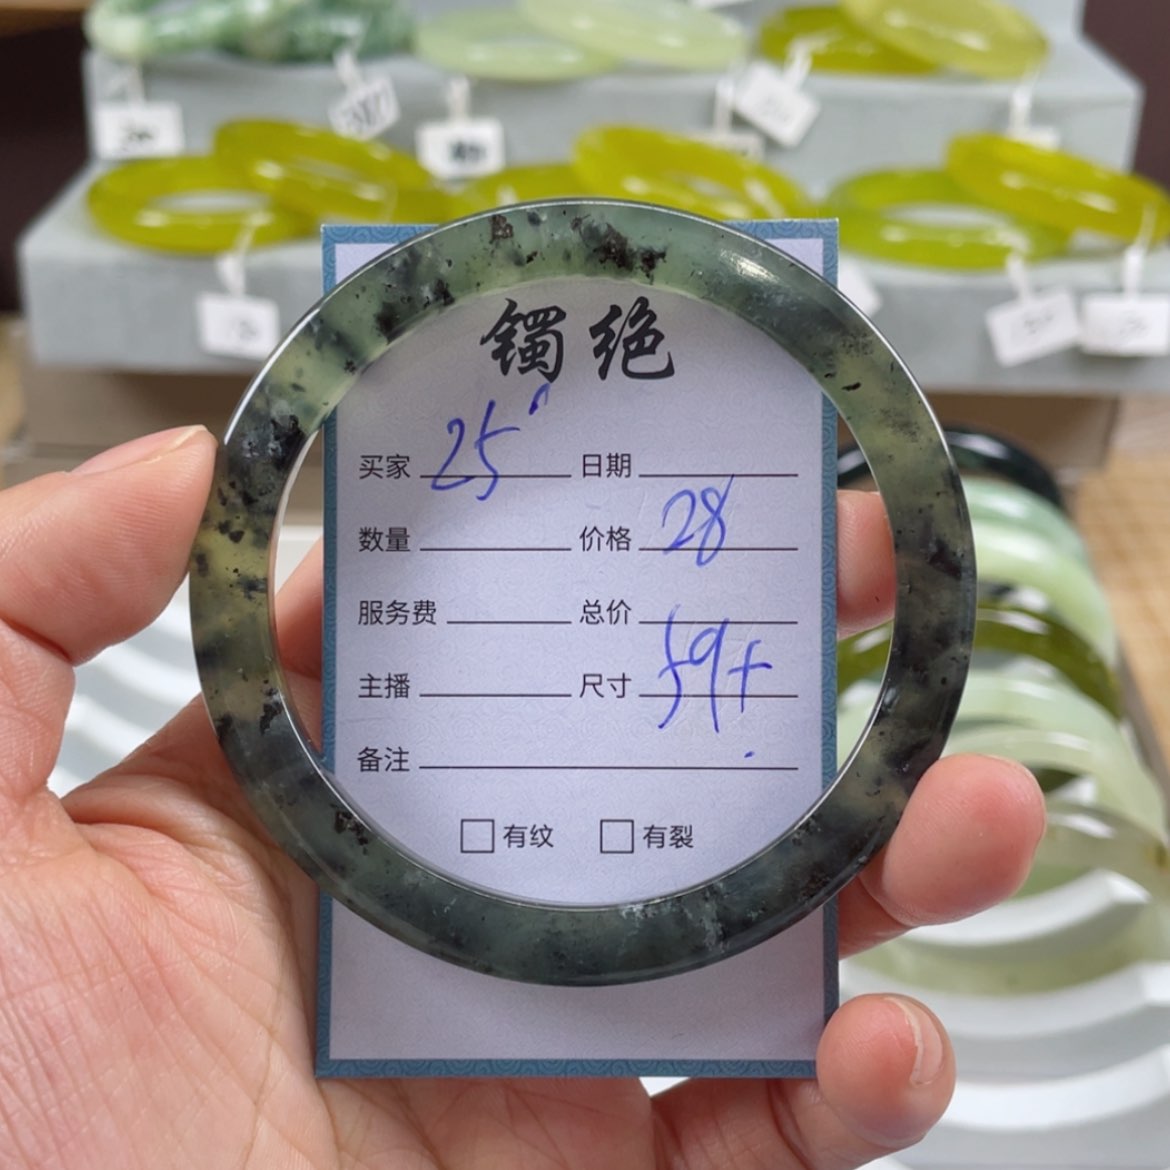 镯绝
买家 25" 日期
数量 价格 28
服务费 总价
主播 尺寸 59+
备注
有纹 有裂